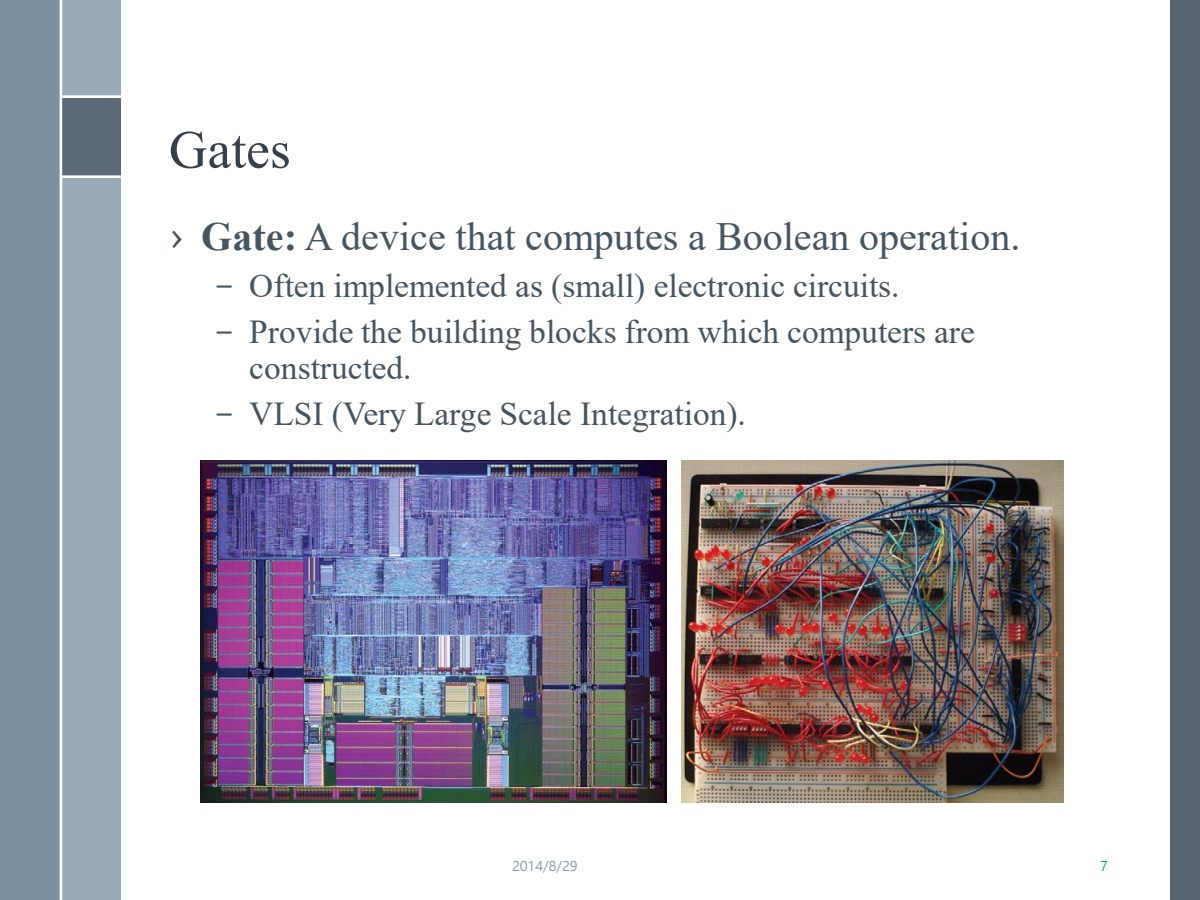 Gates
› Gate: A device that computes a Boolean operation.
– Often implemented as (small) electronic circuits.
– Provide the building blocks from which computers are
constructed.
– VLSI (Very Large Scale Integration).
2014/8/29
7